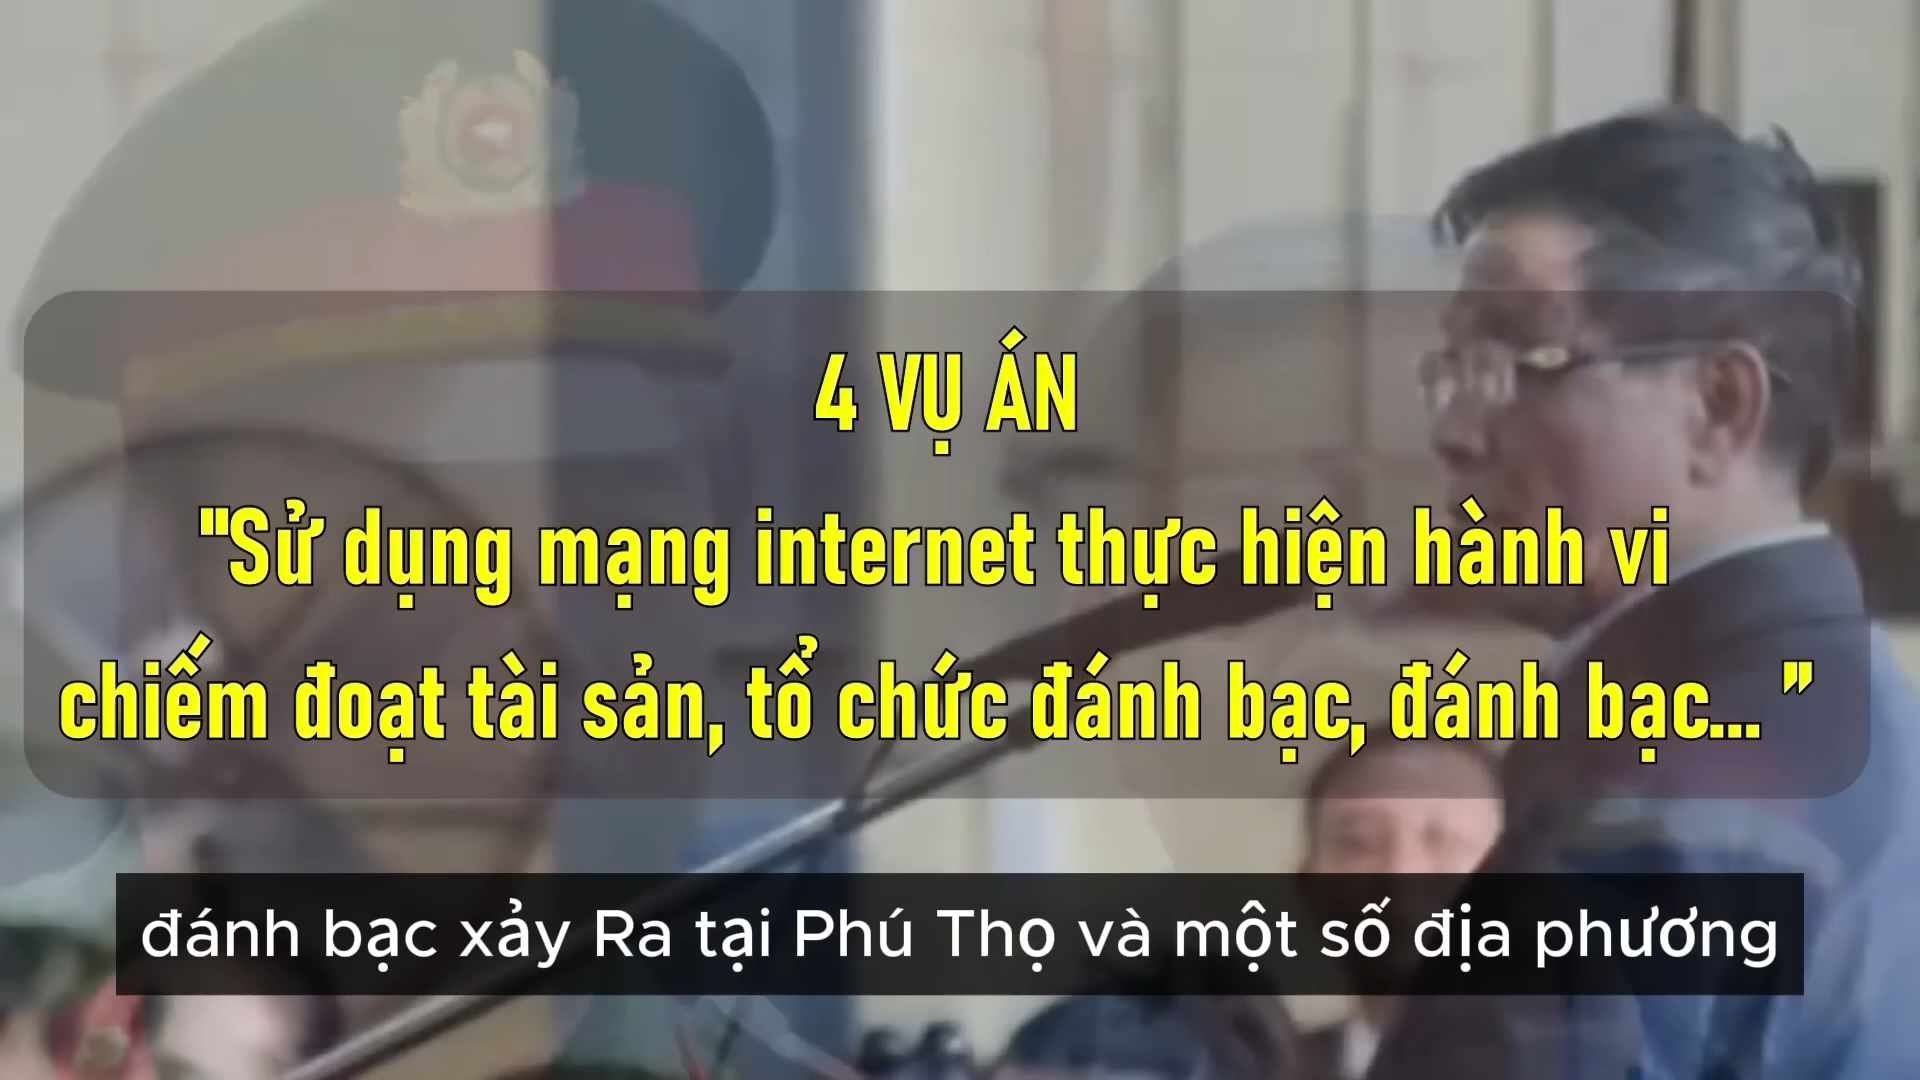 4 VỤ ÁN
"Sử dụng mạng internet thực hiện hành vi
chiếm đoạt tài sản, tổ chức đánh bạc, đánh bạc... ”
đánh bạc xảy Ra tại Phú Thọ và một số địa phương